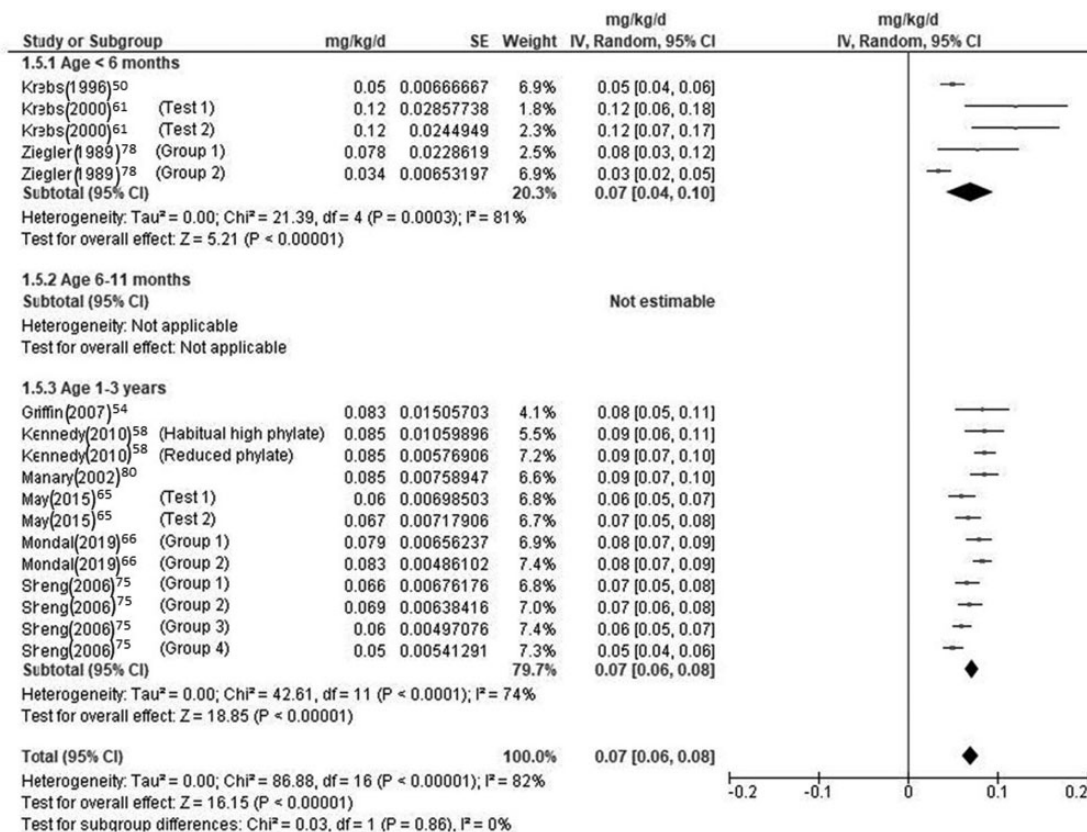 mg/kg/d mg/kg/d
Study or Subgroup mg/kg/d SE Weight IV, Random, 95% CI IV, Random, 95% CI
1.5.1 Age < 6 months
Krebs(1996)50 0.05 0.00666667 6.9% 0.05 [0.04, 0.06]
Krebs(2000)61 (Test 1) 0.12 0.02857738 1.8% 0.12 [0.06, 0.18]
Krebs(2000)61 (Test 2) 0.12 0.0244949 2.3% 0.12 [0.07, 0.17]
Ziegler(1989)78 (Group 1) 0.078 0.0228619 2.5% 0.08 [0.03, 0.12]
Ziegler(1989)78 (Group 2) 0.034 0.00653197 6.9% 0.03 [0.02, 0.05]
Subtotal (95% CI) 20.3% 0.07 [0.04, 0.10]
Heterogeneity: Tau² = 0.00; Chi² = 21.39, df = 4 (P = 0.0003); I² = 81%
Test for overall effect: Z = 5.21 (P < 0.00001)
1.5.2 Age 6-11 months
Subtotal (95% CI) Not estimable
Heterogeneity: Not applicable
Test for overall effect: Not applicable
1.5.3 Age 1-3 years
Griffin(2007)54 0.083 0.01505703 4.1% 0.08 [0.05, 0.11]
Kennedy(2010)58 (Habitual high phylate) 0.085 0.01059896 5.5% 0.09 [0.06, 0.11]
Kennedy(2010)58 (Reduced phylate) 0.085 0.00576906 7.2% 0.09 [0.07, 0.10]
Manary(2002)80 0.085 0.00758947 6.6% 0.09 [0.07, 0.10]
May(2015)65 (Test 1) 0.06 0.00698503 6.8% 0.06 [0.05, 0.07]
May(2015)65 (Test 2) 0.067 0.00717906 6.7% 0.07 [0.05, 0.08]
Mondal(2019)66 (Group 1) 0.079 0.00656237 6.9% 0.08 [0.07, 0.09]
Mondal(2019)66 (Group 2) 0.083 0.00486102 7.4% 0.08 [0.07, 0.09]
Sheng(2006)75 (Group 1) 0.066 0.00676176 6.8% 0.07 [0.05, 0.08]
Sheng(2006)75 (Group 2) 0.069 0.00638416 7.0% 0.07 [0.06, 0.08]
Sheng(2006)75 (Group 3) 0.06 0.00497076 7.4% 0.06 [0.05, 0.07]
Sheng(2006)75 (Group 4) 0.05 0.00541291 7.3% 0.05 [0.04, 0.06]
Subtotal (95% CI) 79.7% 0.07 [0.06, 0.08]
Heterogeneity: Tau² = 0.00; Chi² = 42.61, df = 11 (P < 0.0001); I² = 74%
Test for overall effect: Z = 18.85 (P < 0.00001)
Total (95% CI) 100.0% 0.07 [0.06, 0.08]
Heterogeneity: Tau² = 0.00; Chi² = 86.88, df = 16 (P < 0.00001); I² = 82%
Test for overall effect: Z = 16.15 (P < 0.00001)
Test for subgroup differences: Chi² = 0.03, df = 1 (P = 0.86), I² = 0%
-0.2 -0.1 0 0.1 0.2